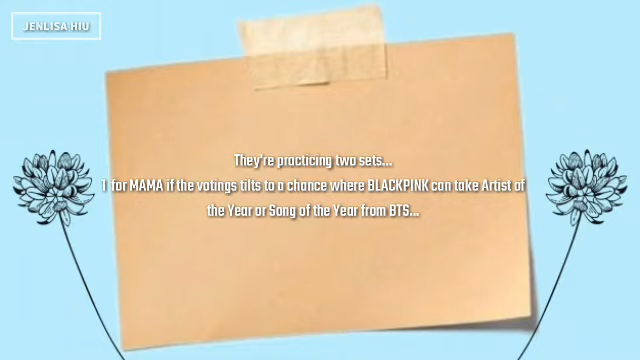 JENLISA HIU
They're practicing two sets...
1 for MAMA if the votings tilts to a chance where BLACKPINK can take Artist of
the Year or Song of the Year from BTS...